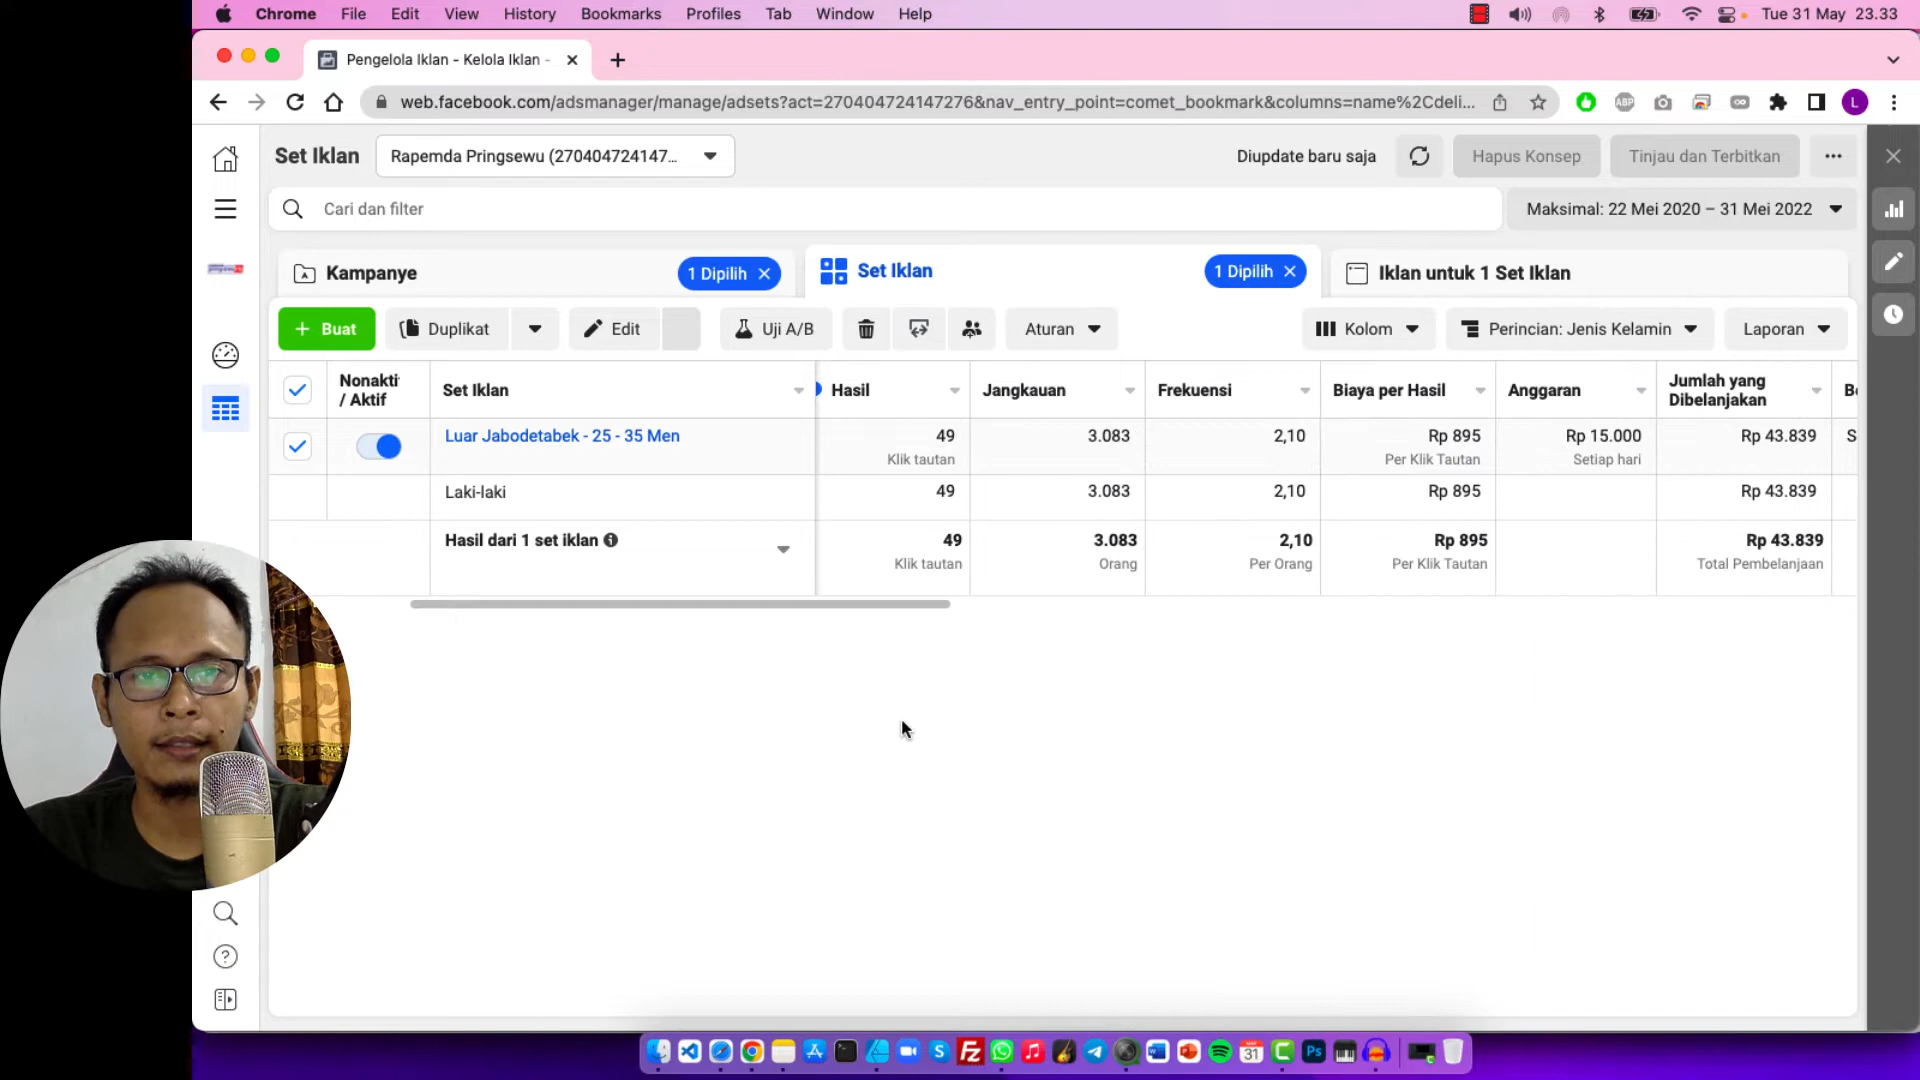 Chrome File Edit View History Bookmarks Profiles Tab Window Help Tue 31 May 23.33
Pengelola Iklan - Kelola Iklan -
web.facebook.com/adsmanager/manage/adsets?act=270404724147276&nav_entry_point=comet_bookmark&columns=name%2Cdeli...
ABP
L
Set Iklan Rapemda Pringsewu (270404724147... Diupdate baru saja Hapus Konsep Tinjau dan Terbitkan
Cari dan filter Maksimal: 22 Mei 2020 – 31 Mei 2022
Kampanye 1 Dipilih Set Iklan 1 Dipilih Iklan untuk 1 Set Iklan
+ Buat Duplikat Edit Uji A/B Aturan Kolom Perincian: Jenis Kelamin Laporan
Nonakti
/ Aktif Set Iklan Hasil Jangkauan Frekuensi Biaya per Hasil Anggaran Jumlah yang
Dibelanjakan
Luar Jabodetabek - 25 - 35 Men 49 3.083 2,10 Rp 895 Rp 15.000 Rp 43.839 S
Klik tautan Per Klik Tautan Setiap hari
Laki-laki 49 3.083 2,10 Rp 895 Rp 43.839
Hasil dari 1 set iklan 49 3.083 2,10 Rp 895 Rp 43.839
Klik tautan Orang Per Orang Per Klik Tautan Total Pembelanjaan
31
Ps